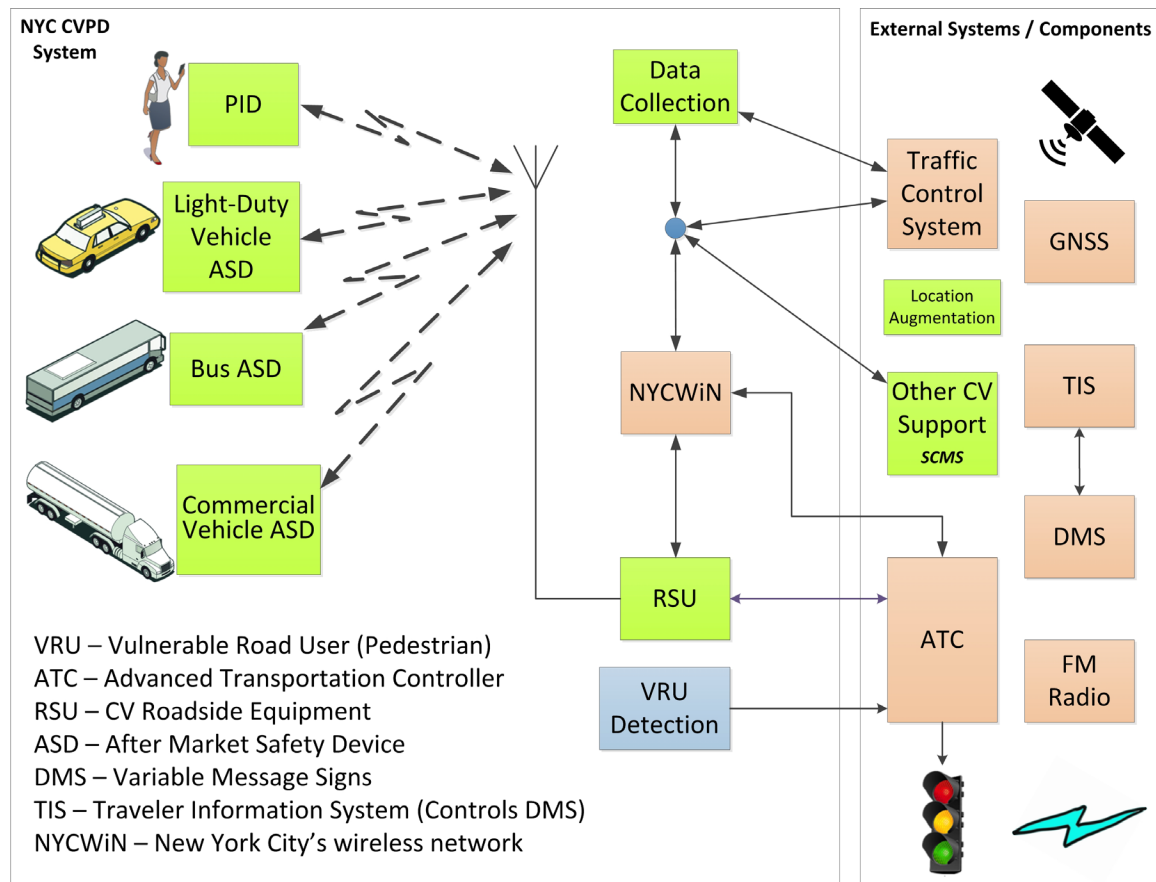 NYC CVPD
System
External Systems / Components
PID
Data
Collection
Traffic
Control
System
Light-Duty
Vehicle
ASD
GNSS
Location
Augmentation
Bus ASD
NYCWiN
Other CV
Support
SCMS
TIS
Commercial
Vehicle ASD
DMS
RSU
ATC
VRU
Detection
FM
Radio
VRU – Vulnerable Road User (Pedestrian)
ATC – Advanced Transportation Controller
RSU – CV Roadside Equipment
ASD – After Market Safety Device
DMS – Variable Message Signs
TIS – Traveler Information System (Controls DMS)
NYCWiN – New York City’s wireless network